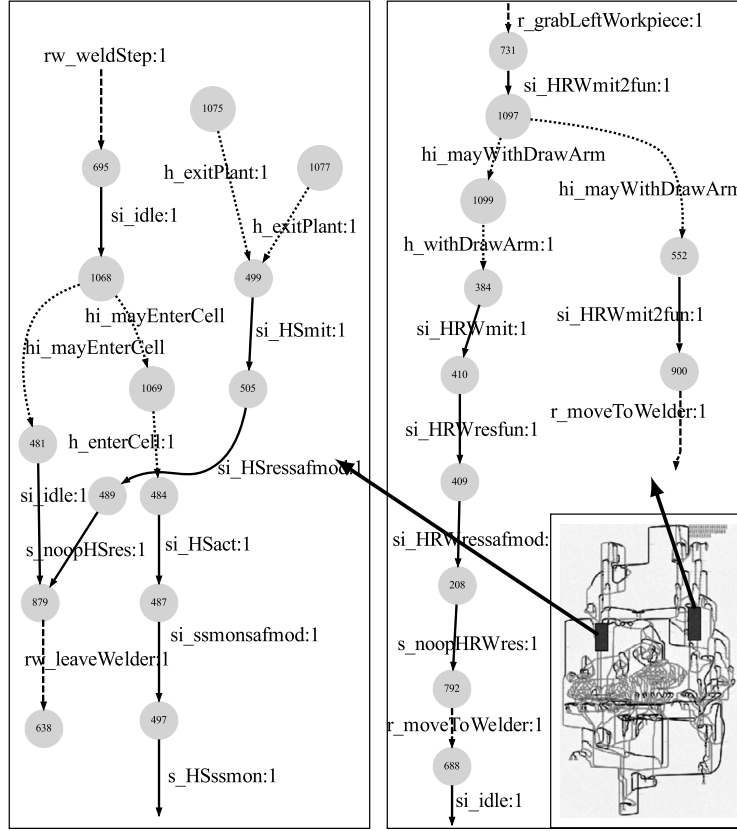 rw_weldStep:1
1075
1077
695
h_exitPlant:1
si_idle:1
h_exitPlant:1
1068
499
hi_mayEnterCell
si_HSmit:1
hi_mayEnterCell
1069
505
481
h_enterCell:1
si_HSressafmod:1
si_idle:1
489
484
s_noopHSres:1
si_HSact:1
879
487
si_ssmonsafmod:1
rw_leaveWelder:1
638
497
s_HSssmon:1
r_grabLeftWorkpiece:1
731
si_HRWmit2fun:1
1097
hi_mayWithDrawArm
hi_mayWithDrawArm
1099
h_withDrawArm:1
552
384
si_HRWmit:1
si_HRWmit2fun:1
410
900
r_moveToWelder:1
si_HRWresfun:1
409
si_HRWressafmod:
208
s_noopHRWres:1
792
r_moveToWelder:1
688
si_idle:1